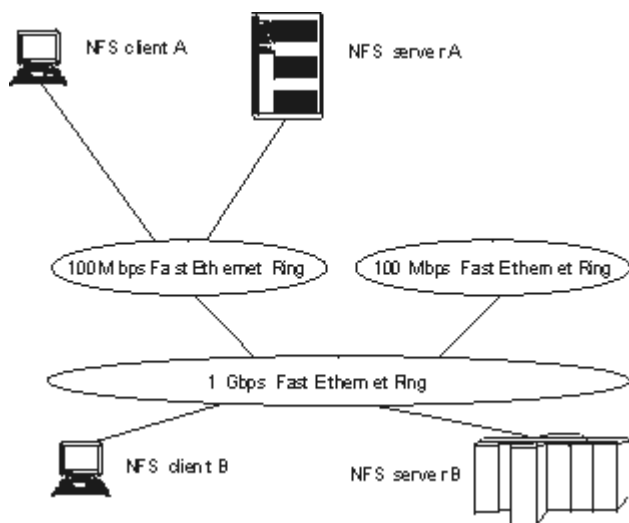 NFS client A
NFS server A
100 Mbps Fast Ethernet Ring
100 Mbps Fast Ethernet Ring
1 Gbps Fast Ethernet Ring
NFS client B
NFS server B